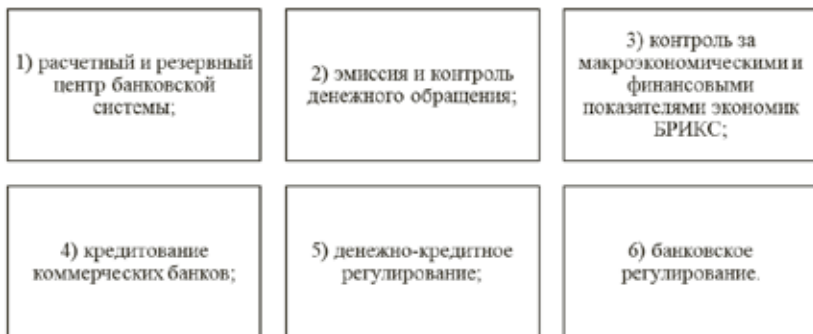 1) расчетный и резервный
центр банковской
системы;
2) эмиссия и контроль
денежного обращения;
3) контроль за
макроэкономическими и
финансовыми
показателями экономик
БРИКС;
4) кредитование
коммерческих банков;
5) денежно-кредитное
регулирование;
6) банковское
регулирование.